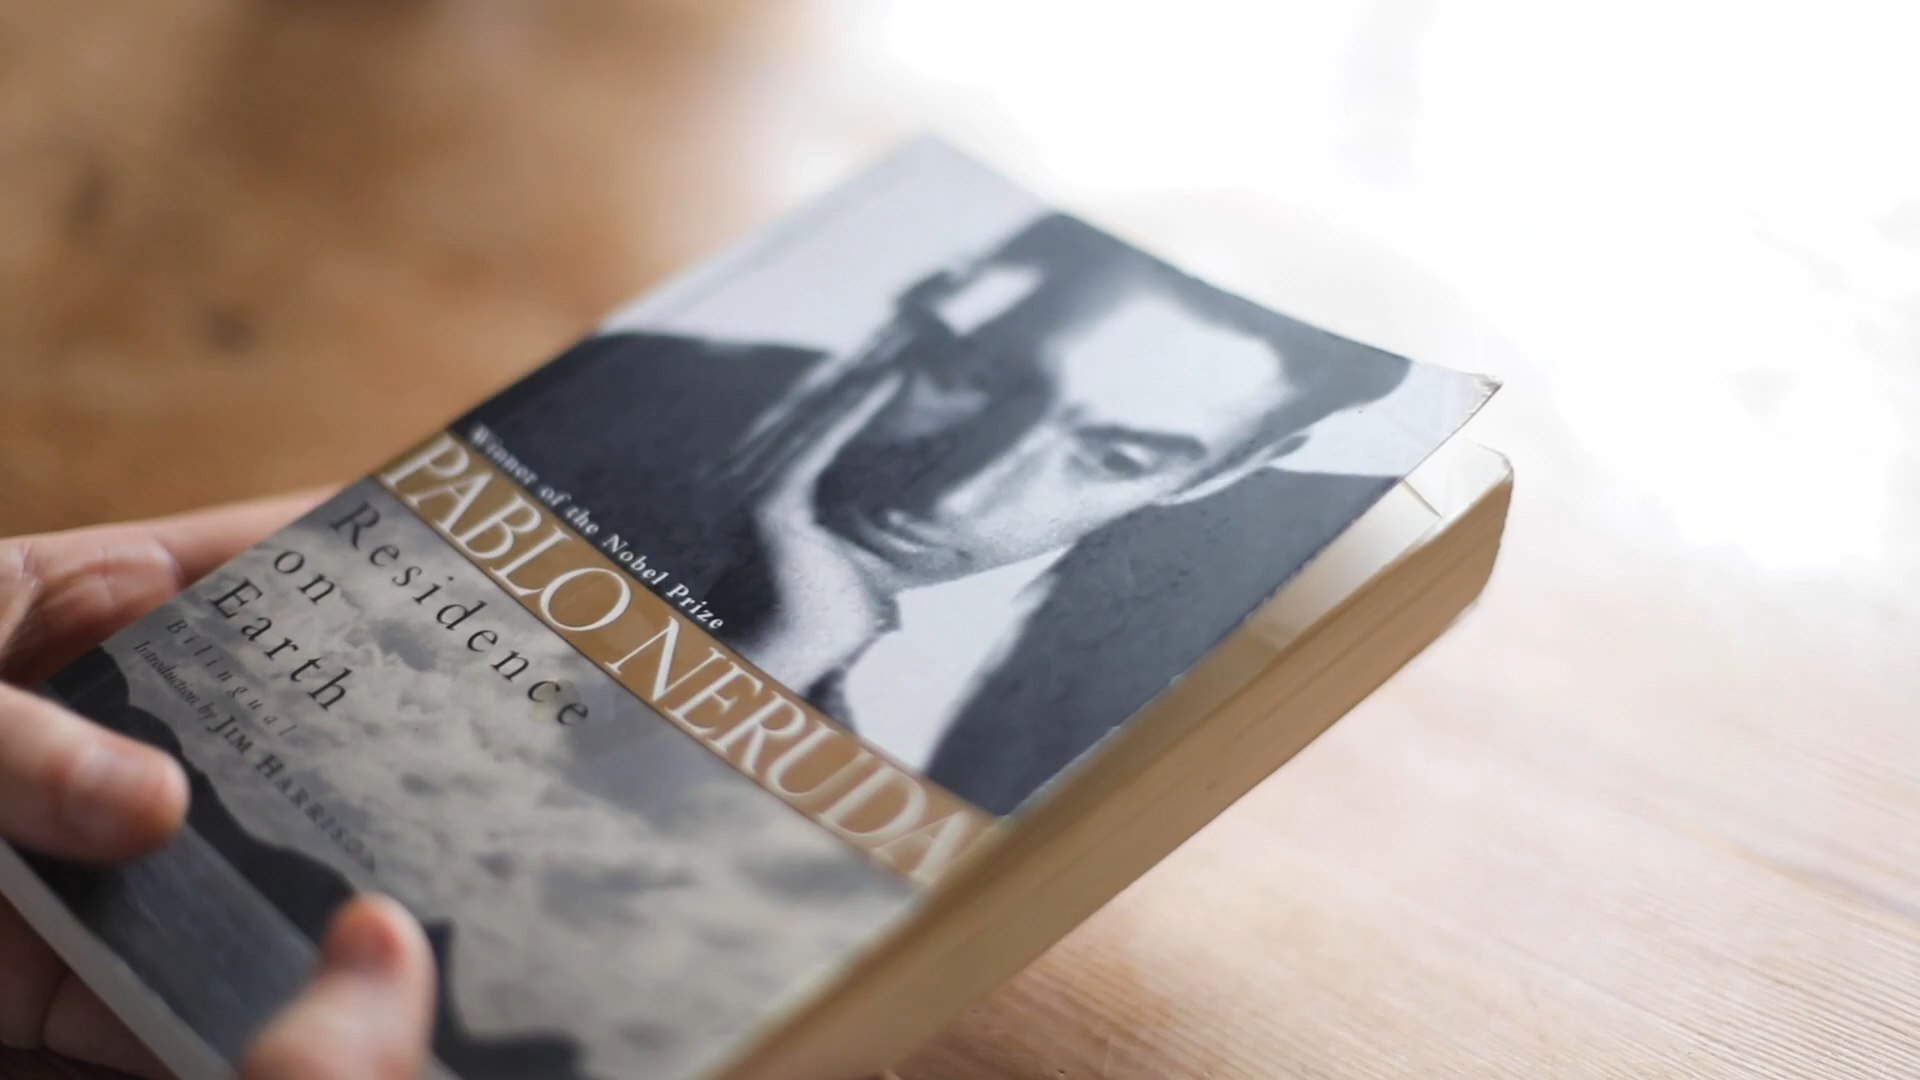 Winner of the Nobel Prize
PABLO NERUDA
Residence
on
Earth
Bilingual
Introduction by JIM HARRISON